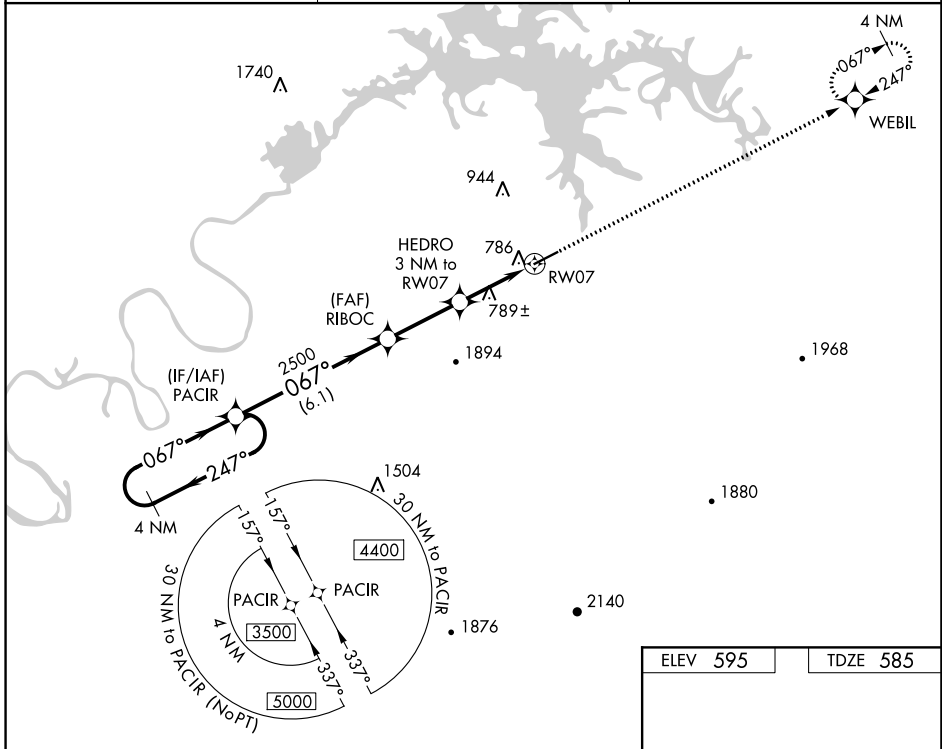 4 NM
067°
247°
WEBIL
1740
944
HEDRO
3 NM to
RW07
786
RW07
789±
(FAF)
RIBOC
1894
1968
2500
067°
(6.1)
(IF/IAF)
PACIR
067°
247°
4 NM
1504
1880
157°
157°
30 NM to PACIR
4400
PACIR
PACIR
3500
4 NM
337°
337°
30 NM to PACIR (NoPT)
5000
2140
1876
ELEV 595
TDZE 585